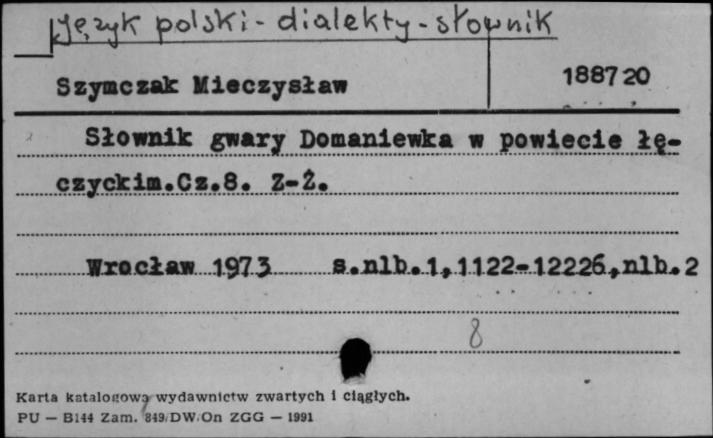 Język polski - dialekty - słownik
Szymczak Mieczysław
188720
Słownik gwary Domaniewka w powiecie łę-
czyckim.Cz.8. Z-Ż.
Wrocław 1973 s.nlb.1,1122-12226,nlb.2
8
Karta katalogowa wydawnictw zwartych i ciągłych.
PU — B144 Zam. 849/DW/On ZGG — 1991